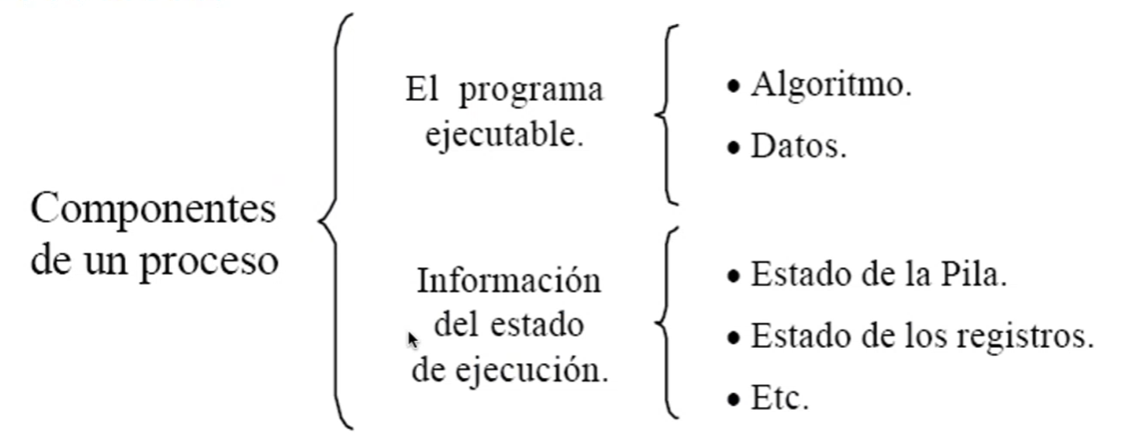 Componentes
de un proceso
El programa
ejecutable.
• Algoritmo.
• Datos.
Información
del estado
de ejecución.
• Estado de la Pila.
• Estado de los registros.
• Etc.